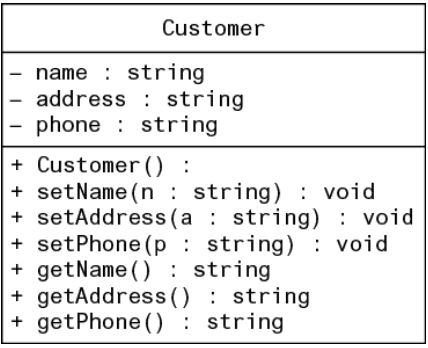 Customer
– name : string
– address : string
– phone : string
+ Customer() :
+ setName(n : string) : void
+ setAddress(a : string) : void
+ setPhone(p : string) : void
+ getName() : string
+ getAddress() : string
+ getPhone() : string